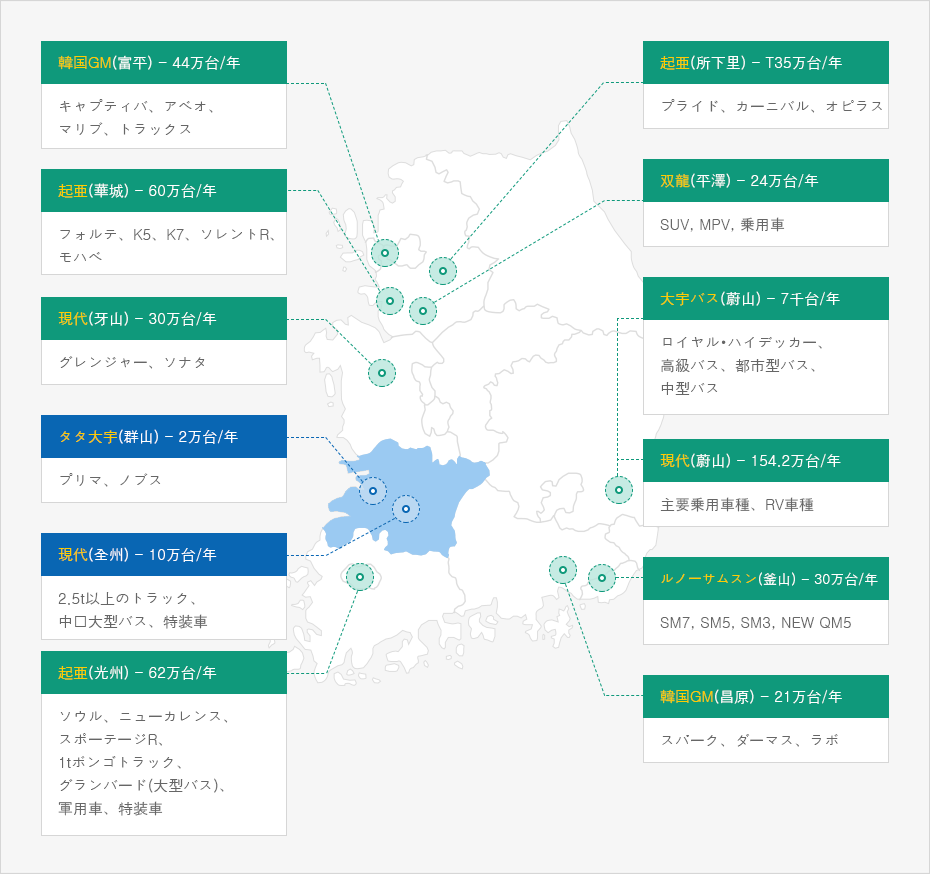 韓国GM(富平) – 44万台/年
キャプティバ、アベオ、
マリブ、トラックス
起亜(華城) – 60万台/年
フォルテ、K5、K7、ソレントR、
モハベ
現代(牙山) – 30万台/年
グレンジャー、ソナタ
タタ大宇(群山) – 2万台/年
プリマ、ノブス
現代(全州) – 10万台/年
2.5t以上のトラック、
中口大型バス、特装車
起亜(光州) – 62万台/年
ソウル、ニューカレンス、
スポーテージR、
1tボンゴトラック、
グランバード(大型バス)、
軍用車、特装車
起亜(所下里) – T35万台/年
プライド、カーニバル、オピラス
双龍(平澤) – 24万台/年
SUV, MPV, 乗用車
大宇バス(蔚山) – 7千台/年
ロイヤル・ハイデッカー、
高級バス、都市型バス、
中型バス
現代(蔚山) – 154.2万台/年
主要乗用車種、RV車種
ルノーサムスン(釜山) – 30万台/年
SM7, SM5, SM3, NEW QM5
韓国GM(昌原) – 21万台/年
スパーク、ダーマス、ラボ